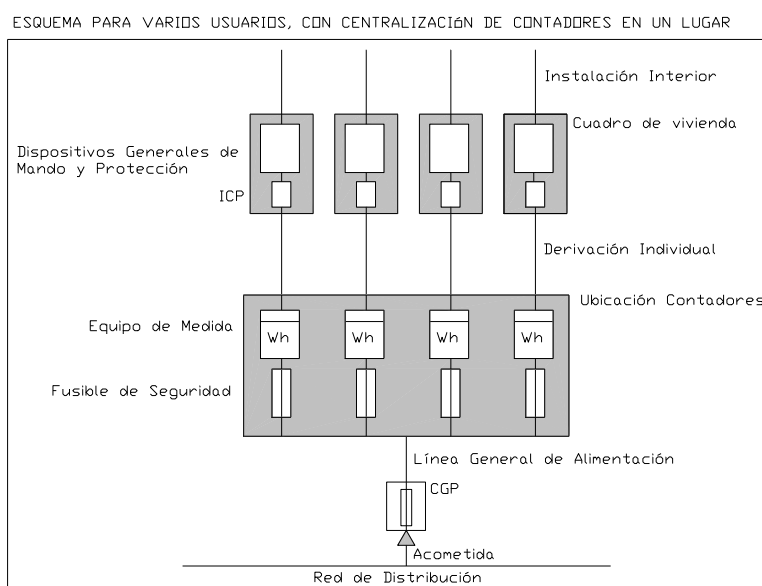 ESQUEMA PARA VARIOS USUARIOS, CON CENTRALIZACIóN DE CONTADORES EN UN LUGAR
Instalación Interior
Cuadro de vivienda
Dispositivos Generales de
Mando y Protección
ICP
Derivación Individual
Ubicación Contadores
Equipo de Medida
Wh Wh Wh Wh
Fusible de Seguridad
Línea General de Alimentación
CGP
Acometida
Red de Distribución